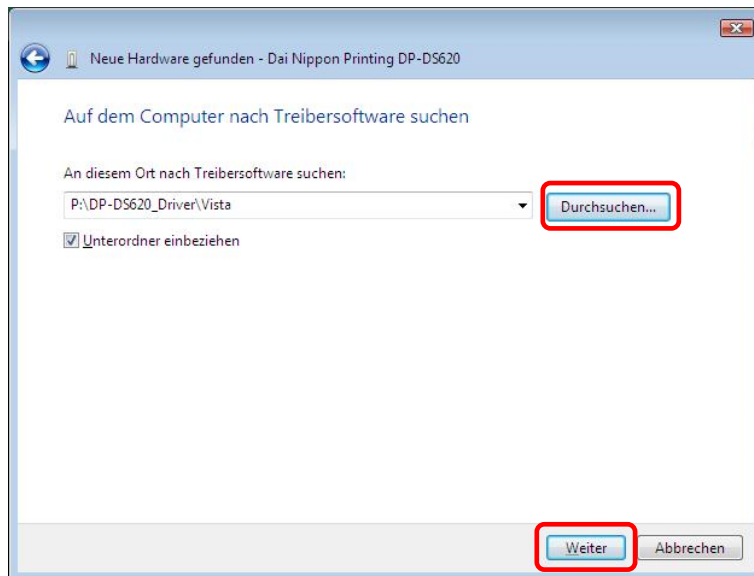 Neue Hardware gefunden - Dai Nippon Printing DP-DS620
Auf dem Computer nach Treibersoftware suchen
An diesem Ort nach Treibersoftware suchen:
P:\DP-DS620_Driver\Vista
Durchsuchen...
Unterordner einbeziehen
Weiter
Abbrechen